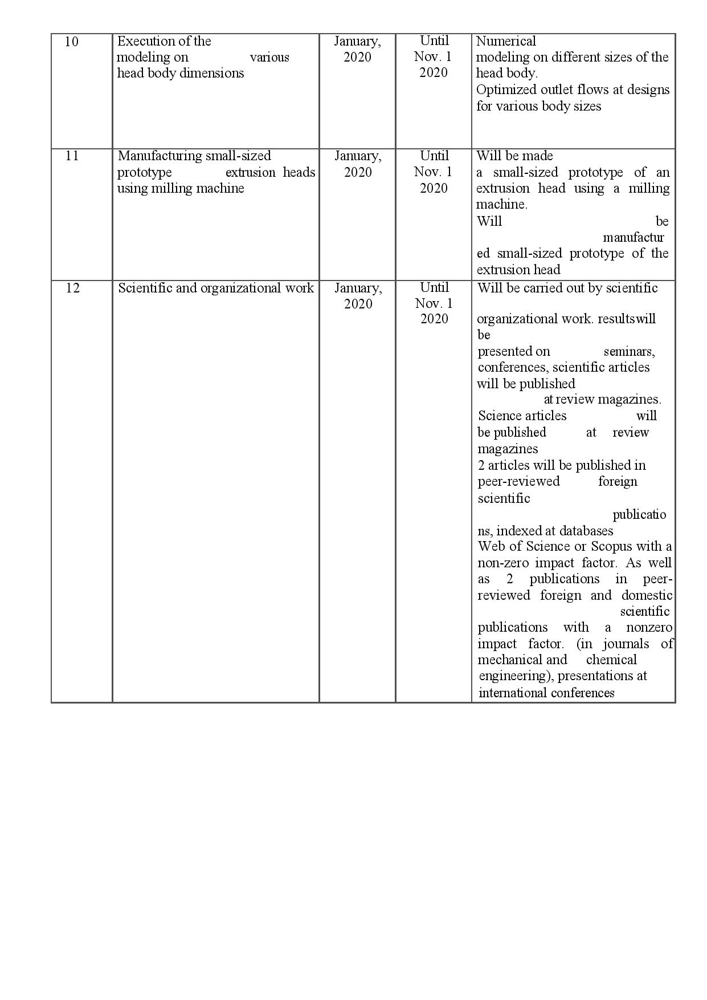 10
Execution of the
modeling on various
head body dimensions
January,
2020
Until
Nov. 1
2020
Numerical
modeling on different sizes of the
head body.
Optimized outlet flows at designs
for various body sizes
11
Manufacturing small-sized
prototype extrusion heads
using milling machine
January,
2020
Until
Nov. 1
2020
Will be made
a small-sized prototype of an
extrusion head using a milling
machine.
Will be
manufactur
ed small-sized prototype of the
extrusion head
12
Scientific and organizational work
January,
2020
Until
Nov. 1
2020
Will be carried out by scientific
organizational work. resultswill
be
presented on seminars,
conferences, scientific articles
will be published
at review magazines.
Science articles will
be published at review
magazines
2 articles will be published in
peer-reviewed foreign
scientific
publicatio
ns, indexed at databases
Web of Science or Scopus with a
non-zero impact factor. As well
as 2 publications in peer-
reviewed foreign and domestic
scientific
publications with a nonzero
impact factor. (in journals of
mechanical and chemical
engineering), presentations at
international conferences